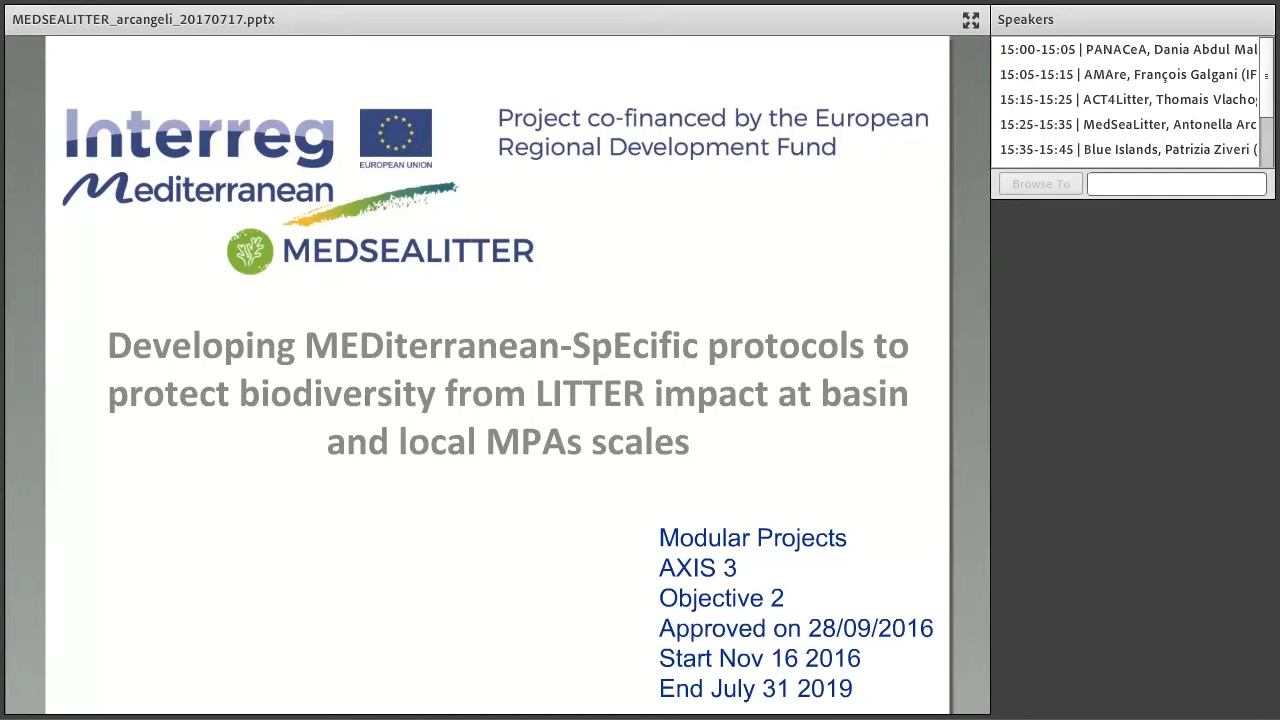 MEDSEALITTER_arcangeli_20170717.pptx
Speakers
15:00-15:05 | PANACeA, Dania Abdul Mal
15:05-15:15 | AMAre, François Galgani (IF
15:15-15:25 | ACT4Litter, Thomais Vlacho
15:25-15:35 | MedSeaLitter, Antonella Arc
15:35-15:45 | Blue Islands, Patrizia Ziveri (
Browse To
Interreg
Mediterranean
EUROPEAN UNION
Project co-financed by the European
Regional Development Fund
MEDSEALITTER
Developing MEDiterranean-SpEcific protocols to
protect biodiversity from LITTER impact at basin
and local MPAs scales
Modular Projects
AXIS 3
Objective 2
Approved on 28/09/2016
Start Nov 16 2016
End July 31 2019